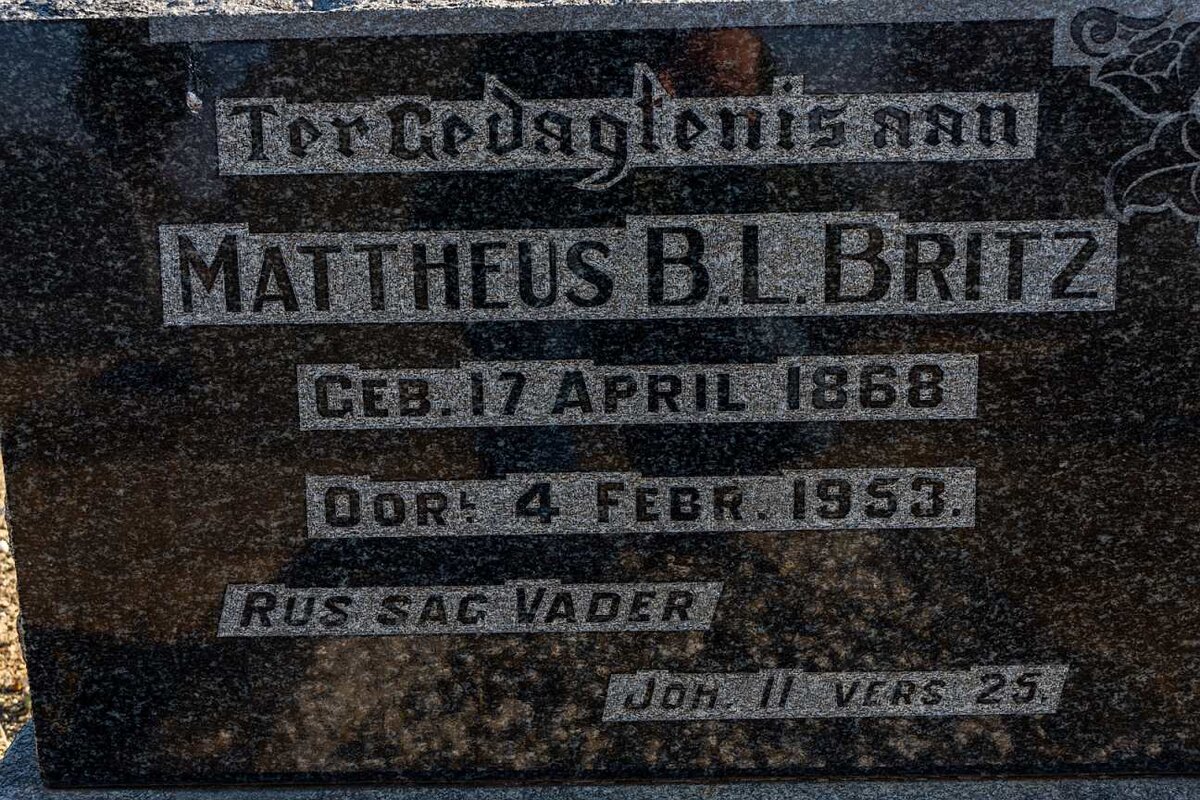 Ter Gedagtenis aan
MATTHEUS B.L. BRITZ
GEB. 17 APRIL 1868
OORL. 4 FEBR. 1953.
RUS SAG VADER
JOH. 11 VERS 25.